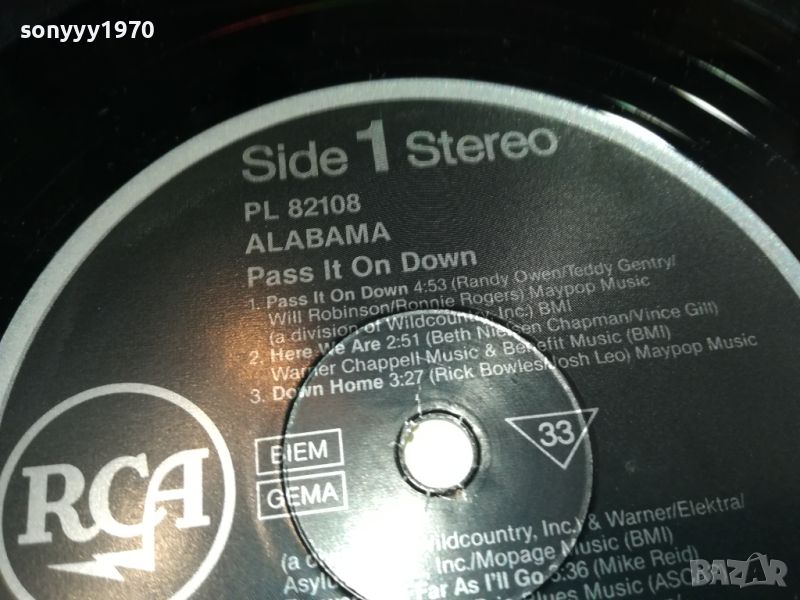 sonyyy1970
Side 1 Stereo
PL 82108
ALABAMA
Pass It On Down
1. Pass It On Down 4:53 (Randy Owen/Teddy Gentry/
Will Robinson/Ronnie Rogers) Maypop Music
(a division of Wildcountry, Inc.) BMI
2. Here We Are 2:51 (Beth Nielsen Chapman/Vince Gill)
Warner Chappell Music & Benefit Music (BMI)
3. Down Home 3:27 (Rick Bowles/Josh Leo) Maypop Music
33
BIEM
GEMA
RCA
Wildcountry, Inc.) & Warner/Elektra/
Inc./Mopage Music (BMI)
Far As I'll Go 3:36 (Mike Reid)
Blues Music
BAZAR
bg